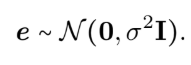 e ~ 𝒩(0, σ²I).